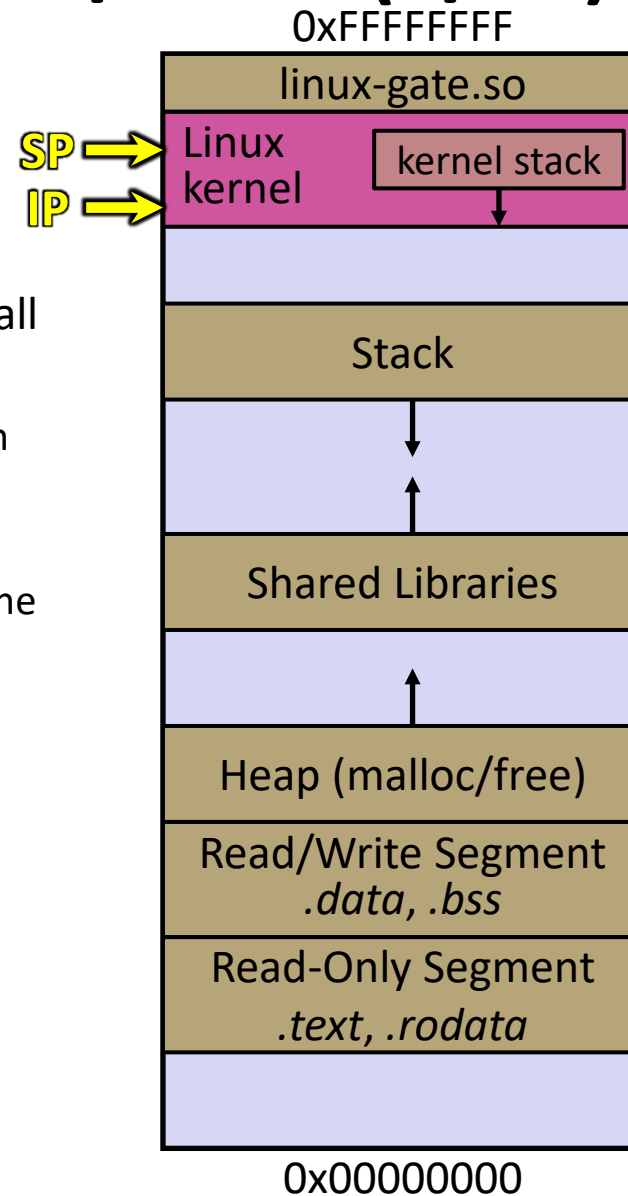 0xFFFFFFFF
linux-gate.so
SP
Linux
kernel
kernel stack
IP
all
Stack
Shared Libraries
Heap (malloc/free)
Read/Write Segment
.data, .bss
Read-Only Segment
.text, .rodata
0x00000000